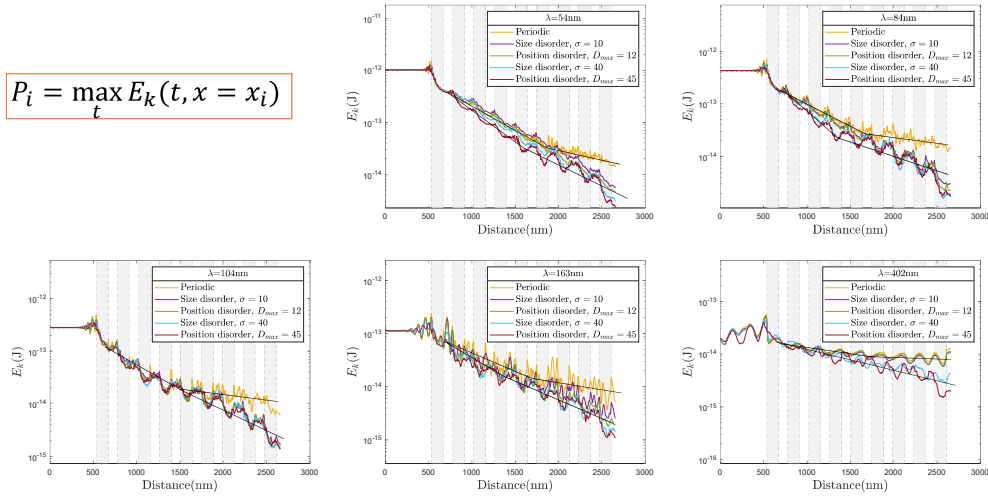 P_i = max_t E_k(t, x = x_i)
λ=54nm
Periodic
Size disorder, σ = 10
Position disorder, D_max = 12
Size disorder, σ = 40
Position disorder, D_max = 45
10^-11
10^-12
10^-13
10^-14
E_k(J)
0 500 1000 1500 2000 2500 3000
Distance(nm)
λ=84nm
Periodic
Size disorder, σ = 10
Position disorder, D_max = 12
Size disorder, σ = 40
Position disorder, D_max = 45
10^-12
10^-13
10^-14
E_k(J)
0 500 1000 1500 2000 2500 3000
Distance(nm)
λ=104nm
Periodic
Size disorder, σ = 10
Position disorder, D_max = 12
Size disorder, σ = 40
Position disorder, D_max = 45
10^-12
10^-13
10^-14
10^-15
E_k(J)
0 500 1000 1500 2000 2500 3000
Distance(nm)
λ=163nm
Periodic
Size disorder, σ = 10
Position disorder, D_max = 12
Size disorder, σ = 40
Position disorder, D_max = 45
10^-12
10^-13
10^-14
10^-15
E_k(J)
0 500 1000 1500 2000 2500 3000
Distance(nm)
λ=402nm
Periodic
Size disorder, σ = 10
Position disorder, D_max = 12
Size disorder, σ = 40
Position disorder, D_max = 45
10^-13
10^-14
10^-15
10^-16
E_k(J)
0 500 1000 1500 2000 2500 3000
Distance(nm)